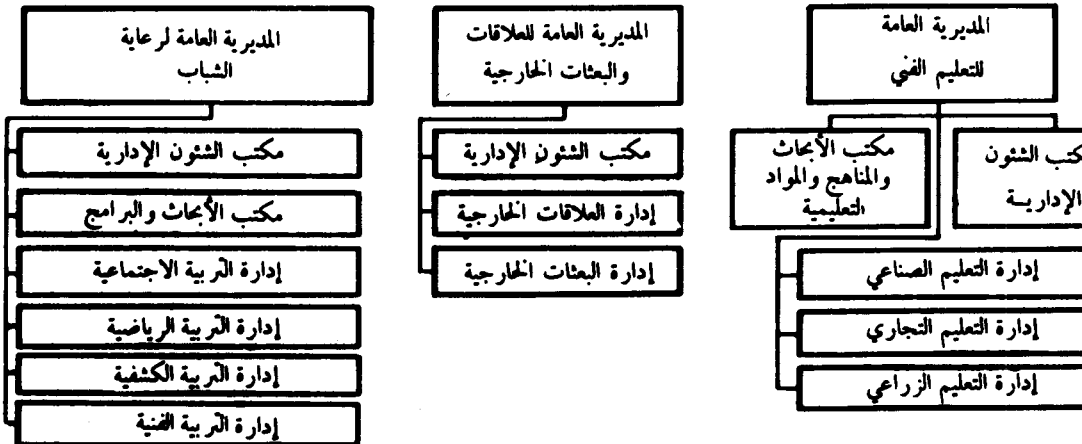 المديرية العامة
للتعليم الفني
كتب الشئون
الإداريــة
مكتب الأبحاث
والمناهج والمواد
التعليمية
إدارة التعليم الصناعي
إدارة التعليم التجاري
إدارة التعليم الزراعي
المديرية العامة للعلاقات
والبعثات الخارجية
مكتب الشئون الإدارية
إدارة العلاقات الخارجية
إدارة البعثات الخارجية
المديرية العامة لرعاية
الشباب
مكتب الشئون الإدارية
مكتب الأبحاث والبرامج
إدارة التربية الاجتماعية
إدارة التربية الرياضية
إدارة التربية الكشفية
إدارة التربية الفنية